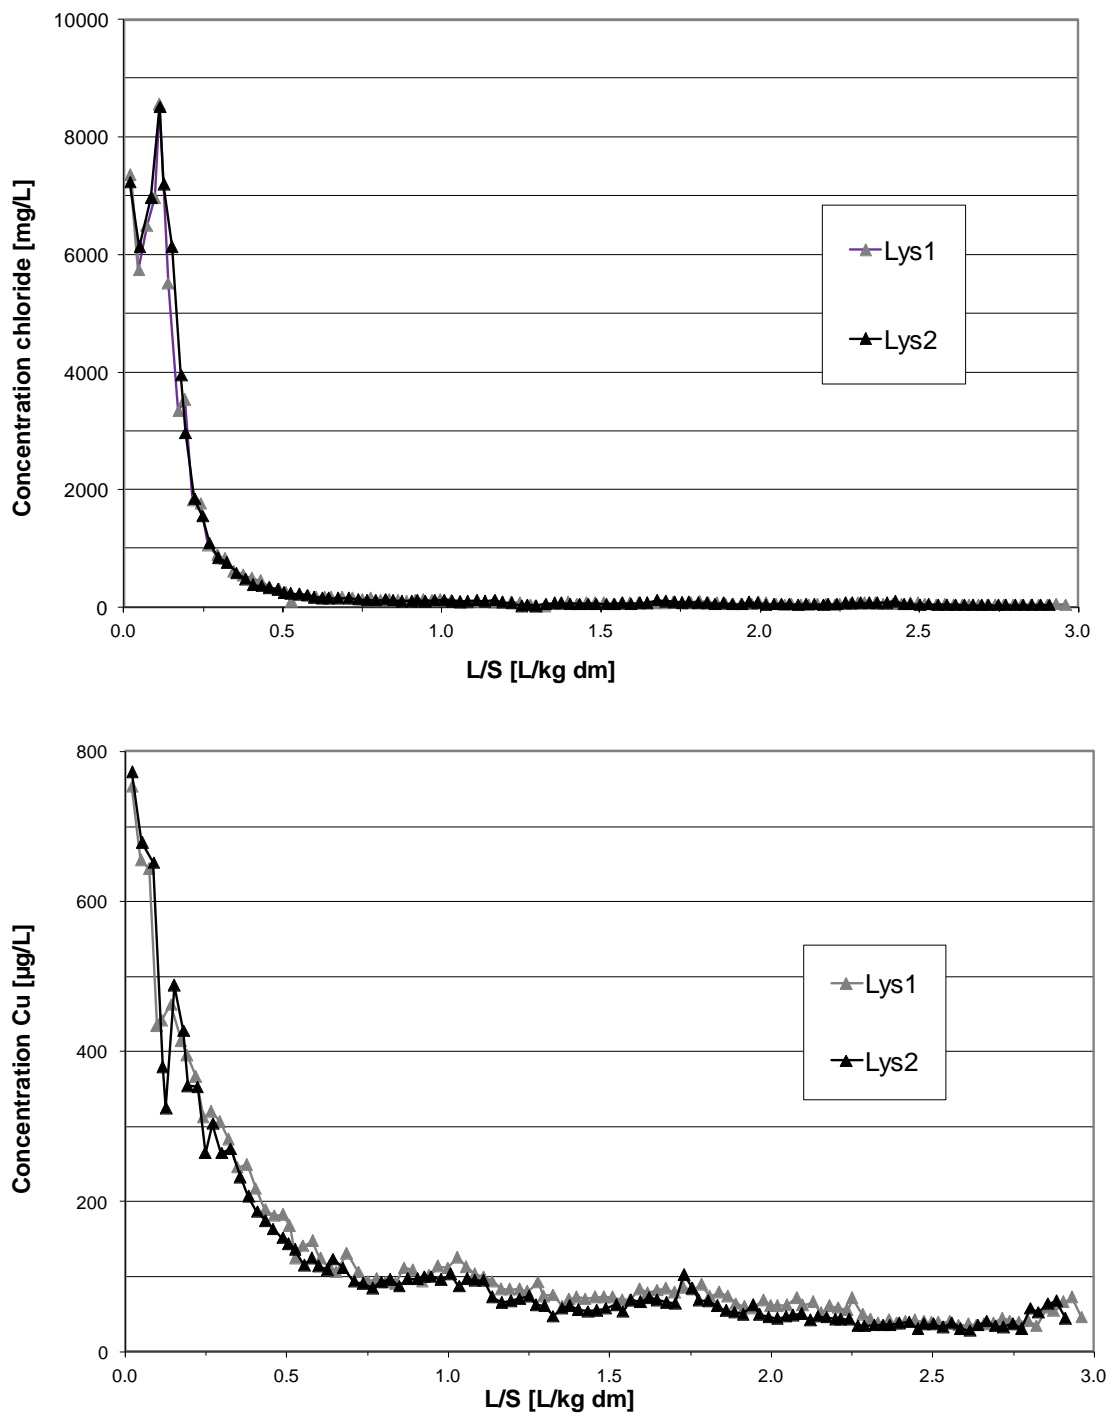 10000
8000
6000
4000
2000
0
Concentration chloride [mg/L]
Lys1
Lys2
0.0 0.5 1.0 1.5 2.0 2.5 3.0
L/S [L/kg dm]
800
600
400
200
0
Concentration Cu [µg/L]
Lys1
Lys2
0.0 0.5 1.0 1.5 2.0 2.5 3.0
L/S [L/kg dm]